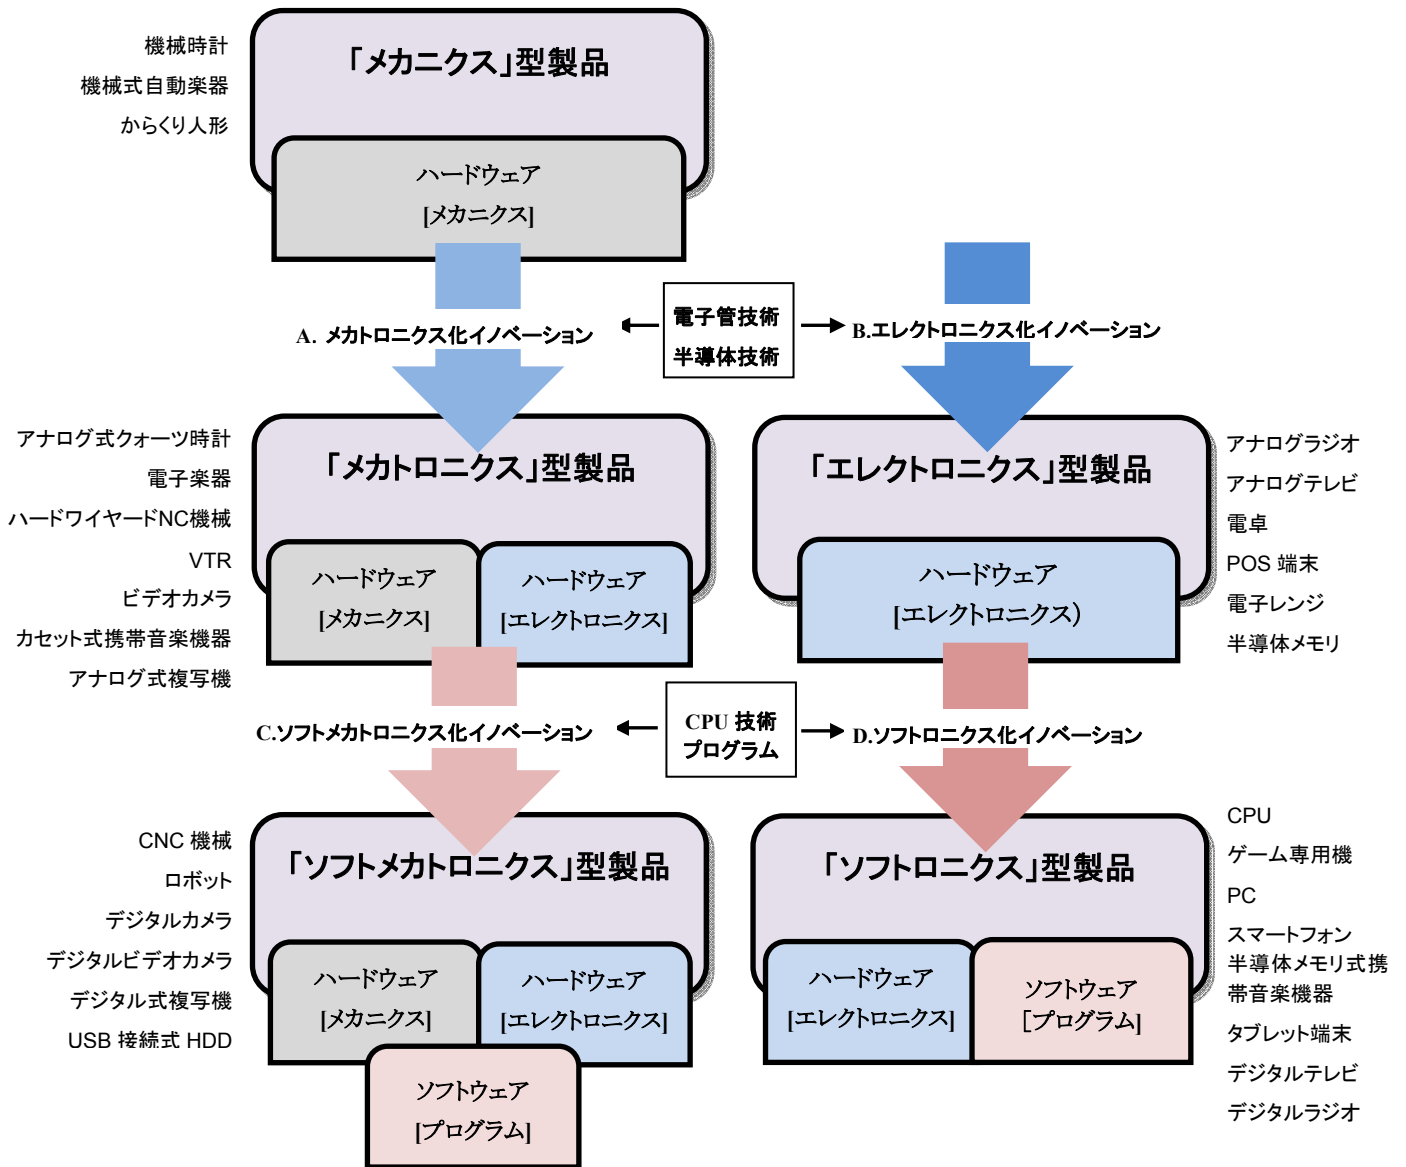 機械時計
機械式自動楽器
からくり人形
「メカニクス」型製品
ハードウェア
[メカニクス]
A. メカトロニクス化イノベーション
電子管技術
半導体技術
B.エレクトロニクス化イノベーション
アナログ式クォーツ時計
電子楽器
ハードワイヤードNC機械
VTR
ビデオカメラ
カセット式携帯音楽機器
アナログ式複写機
「メカトロニクス」型製品
ハードウェア
[メカニクス]
ハードウェア
[エレクトロニクス]
「エレクトロニクス」型製品
ハードウェア
[エレクトロニクス）
アナログラジオ
アナログテレビ
電卓
POS 端末
電子レンジ
半導体メモリ
C.ソフトメカトロニクス化イノベーション
CPU 技術
プログラム
D.ソフトロニクス化イノベーション
CNC 機械
ロボット
デジタルカメラ
デジタルビデオカメラ
デジタル式複写機
USB 接続式 HDD
「ソフトメカトロニクス」型製品
ハードウェア
[メカニクス]
ハードウェア
[エレクトロニクス]
ソフトウェア
[プログラム]
「ソフトロニクス」型製品
ハードウェア
[エレクトロニクス]
ソフトウェア
［プログラム]
CPU
ゲーム専用機
PC
スマートフォン
半導体メモリ式携
帯音楽機器
タブレット端末
デジタルテレビ
デジタルラジオ